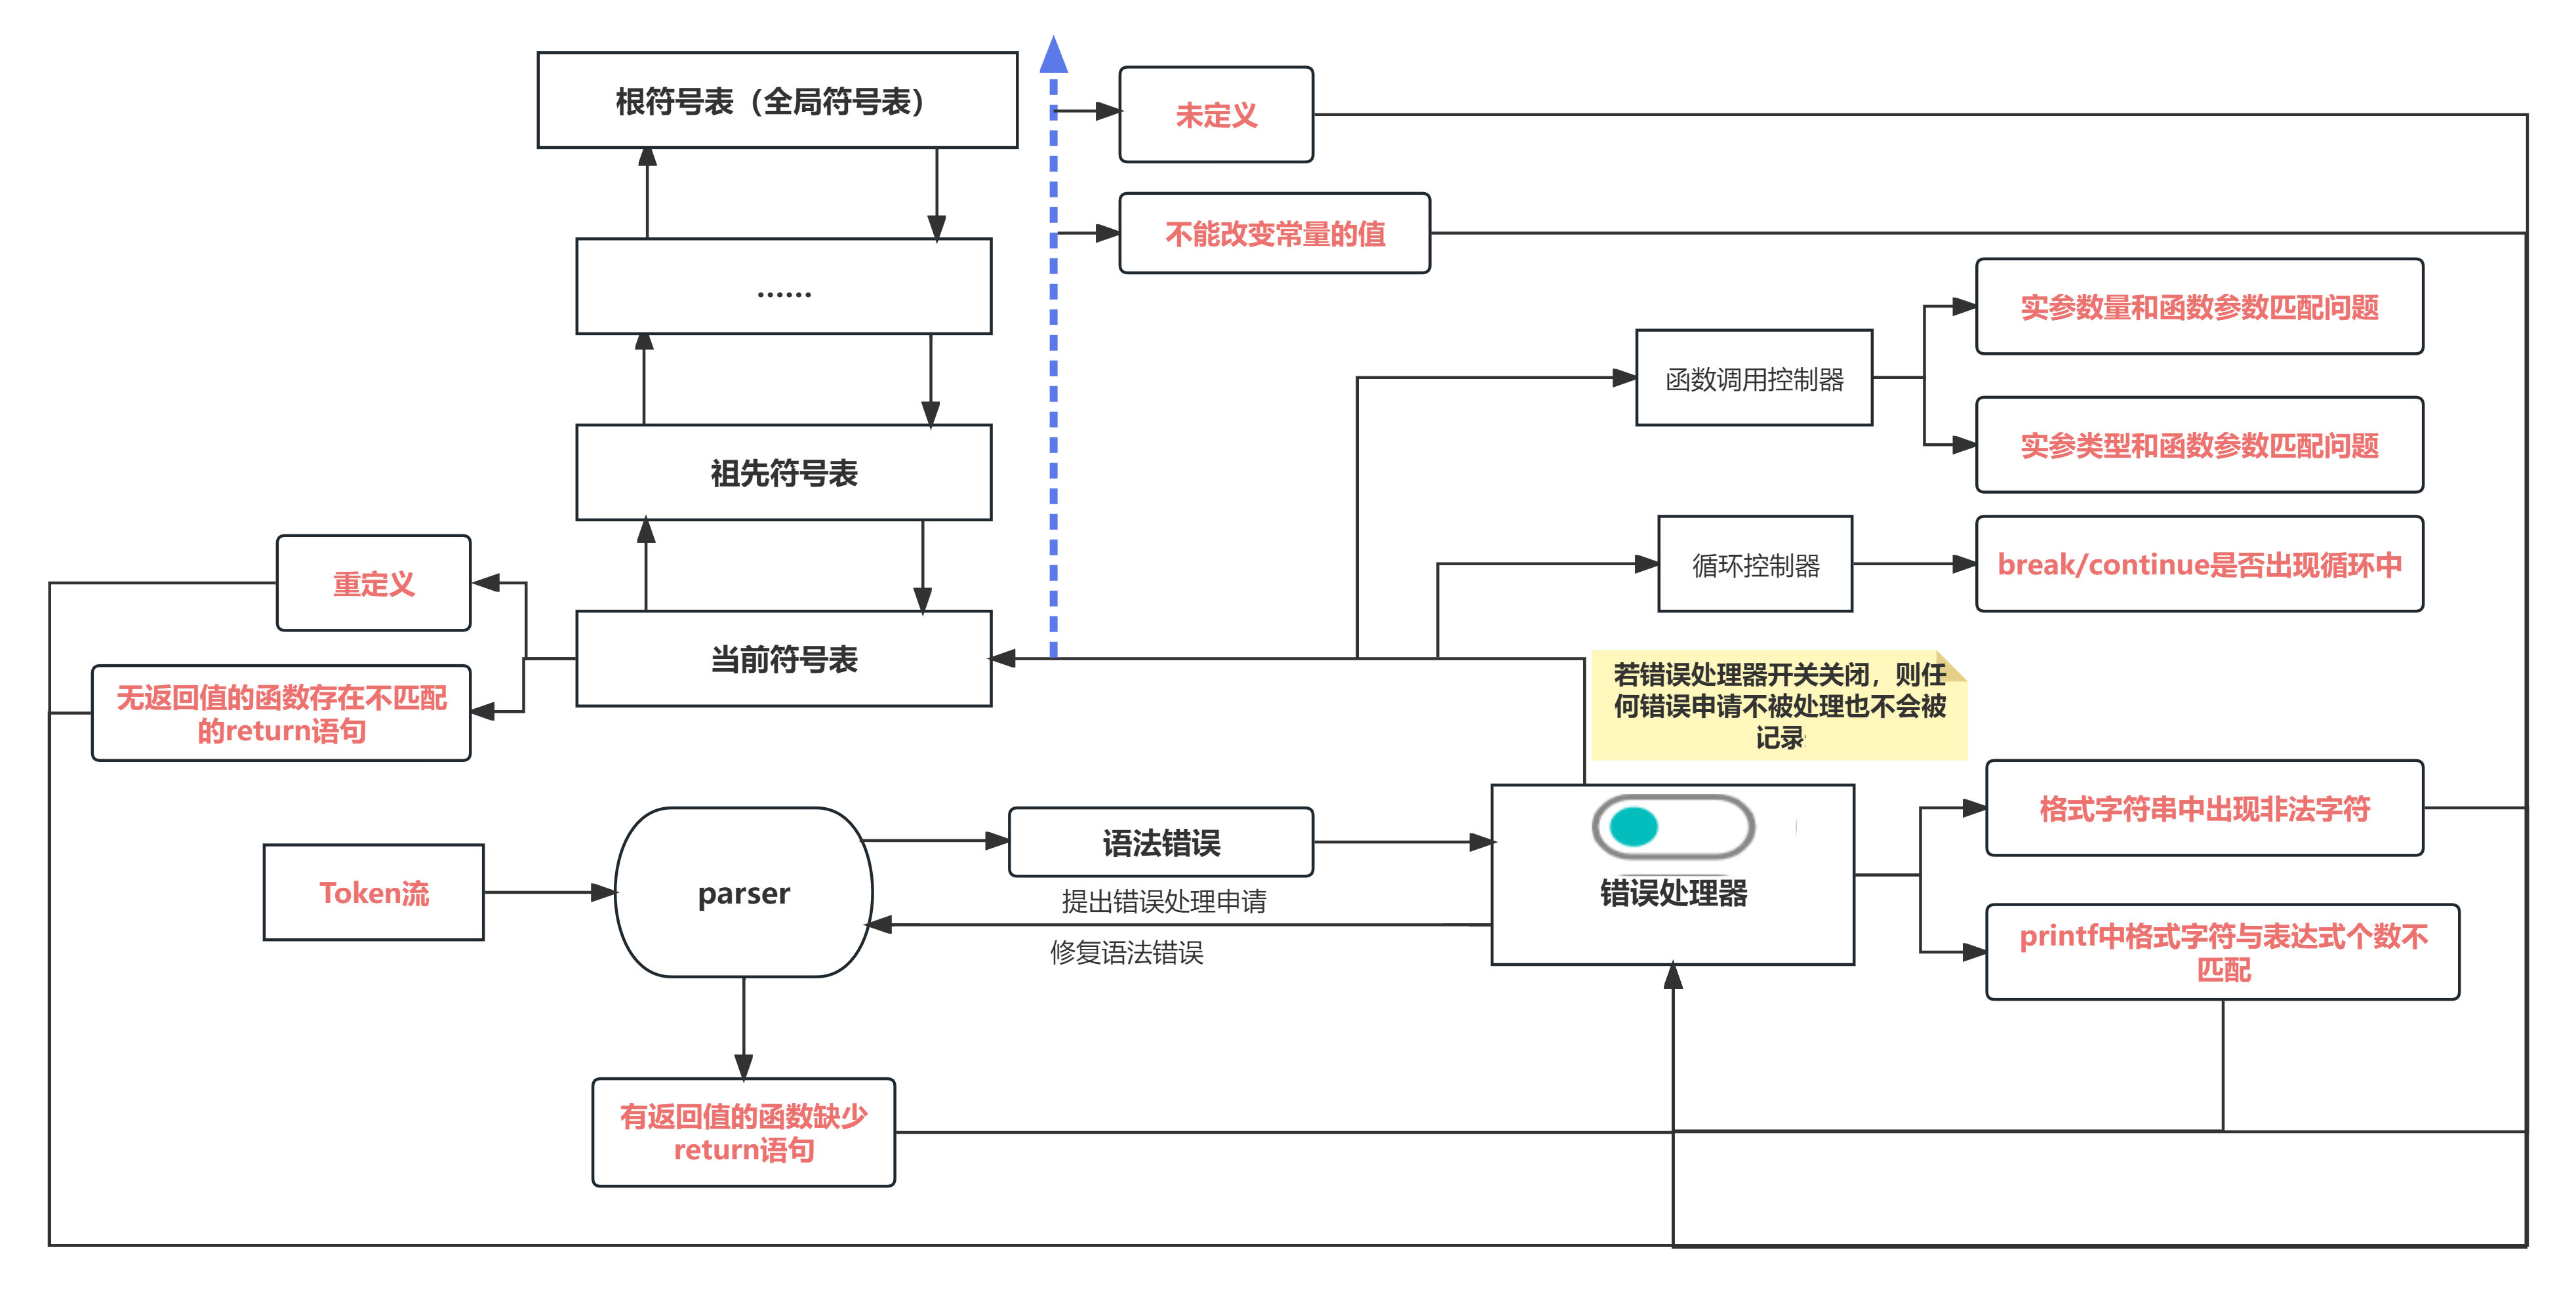 根符号表（全局符号表）
未定义
不能改变常量的值
……
实参数量和函数参数匹配问题
函数调用控制器
实参类型和函数参数匹配问题
祖先符号表
重定义
循环控制器
break/continue是否出现循环中
当前符号表
无返回值的函数存在不匹配
的return语句
若错误处理器开关关闭，则任
何错误申请不被处理也不会被
记录
格式字符串中出现非法字符
语法错误
Token流
parser
提出错误处理申请
错误处理器
修复语法错误
printf中格式字符与表达式个数不
匹配
有返回值的函数缺少
return语句